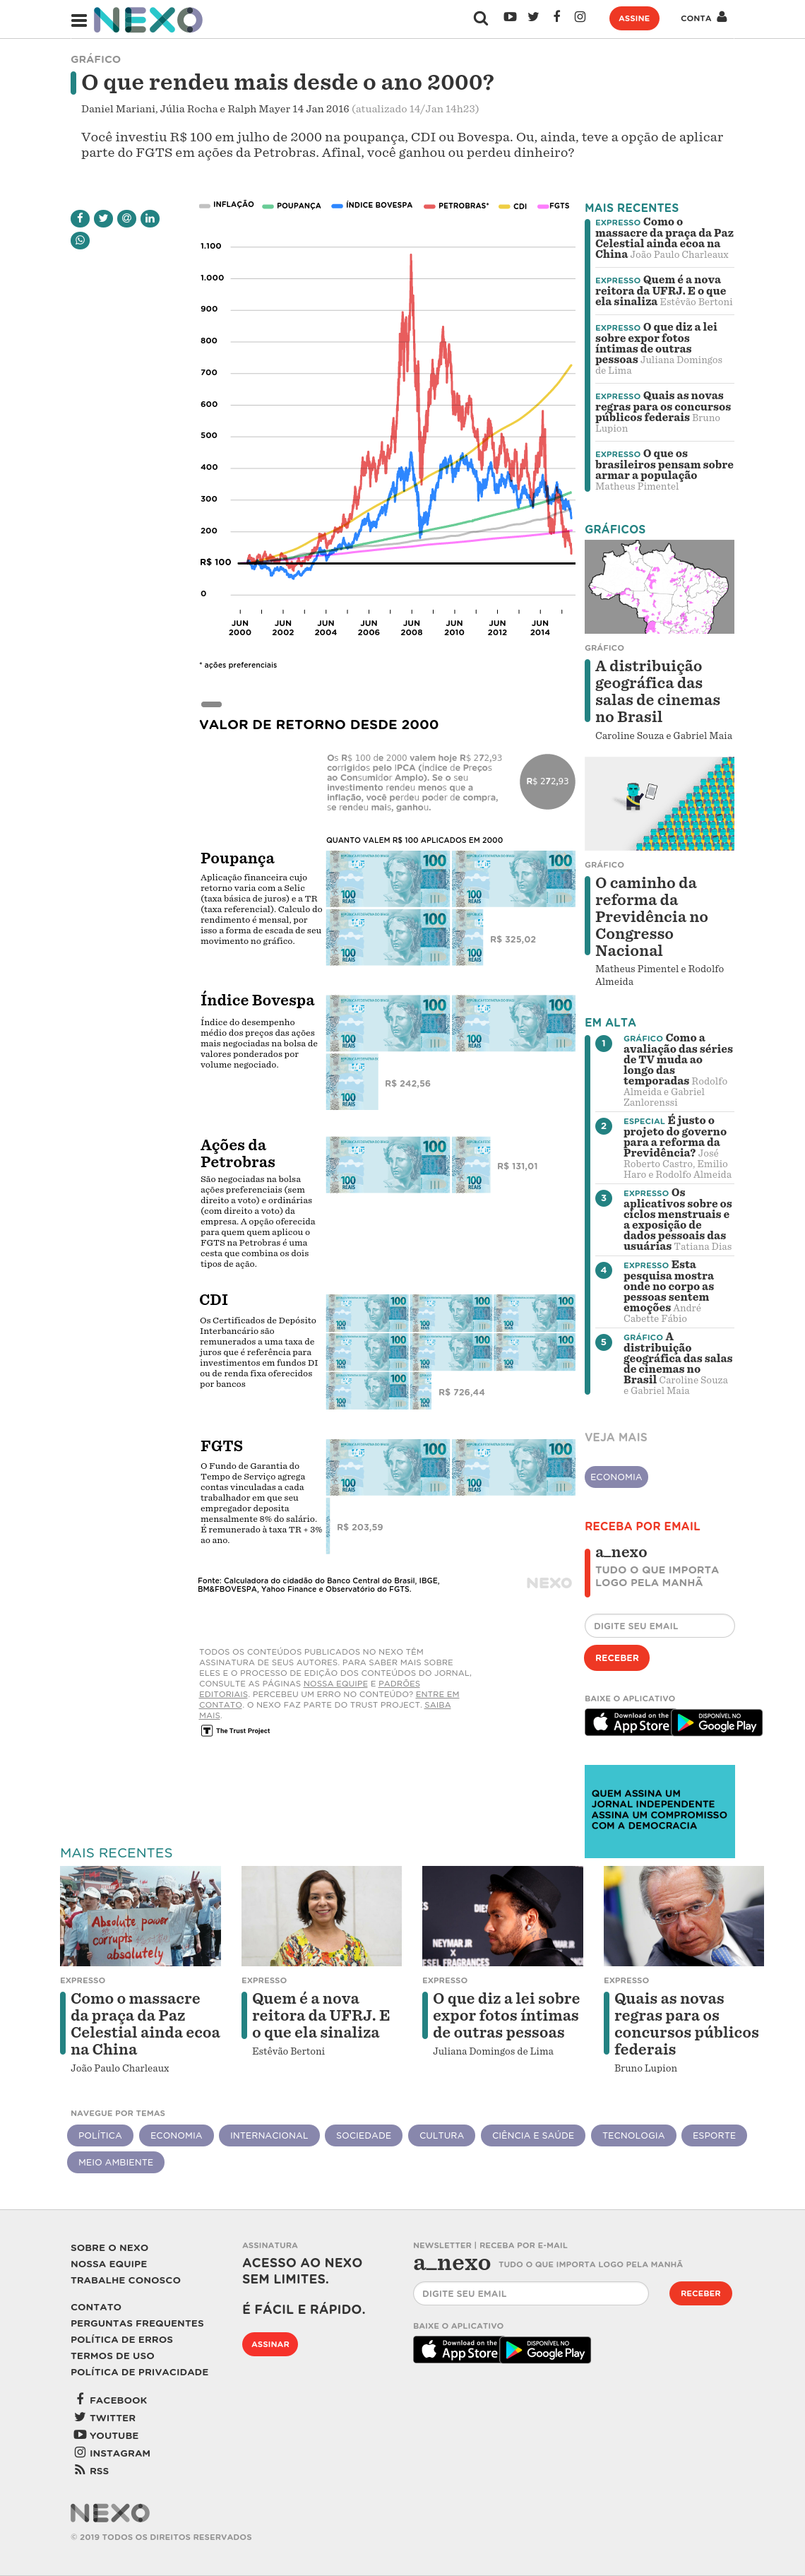 NEXO
ASSINE
CONTA
GRÁFICO
O que rendeu mais desde o ano 2000?
Daniel Mariani, Júlia Rocha e Ralph Mayer 14 Jan 2016 (atualizado 14/Jan 14h23)
Você investiu R$ 100 em julho de 2000 na poupança, CDI ou Bovespa. Ou, ainda, teve a opção de aplicar
parte do FGTS em ações da Petrobras. Afinal, você ganhou ou perdeu dinheiro?
INFLAÇÃO POUPANÇA ÍNDICE BOVESPA PETROBRAS* CDI FGTS
1.100
1.000
900
800
700
600
500
400
300
200
R$ 100
0
JUN 2000
JUN 2002
JUN 2004
JUN 2006
JUN 2008
JUN 2010
JUN 2012
JUN 2014
* ações preferenciais
VALOR DE RETORNO DESDE 2000
Os R$ 100 de 2000 valem hoje R$ 272,93
corrigidos pelo IPCA (Índice de Preços
ao Consumidor Amplo). Se o seu
investimento rendeu menos que a
inflação, você perdeu poder de compra,
se rendeu mais, ganhou.
R$ 272,93
QUANTO VALEM R$ 100 APLICADOS EM 2000
Poupança
Aplicação financeira cujo
retorno varia com a Selic
(taxa básica de juros) e a TR
(taxa referencial). Calculo do
rendimento é mensal, por
isso a forma de escada de seu
movimento no gráfico.
R$ 325,02
Índice Bovespa
Índice do desempenho
médio dos preços das ações
mais negociadas na bolsa de
valores ponderados por
volume negociado.
R$ 242,56
Ações da
Petrobras
São negociadas na bolsa
ações preferenciais (sem
direito a voto) e ordinárias
(com direito a voto) da
empresa. A opção oferecida
para quem quem aplicou o
FGTS na Petrobras é uma
cesta que combina os dois
tipos de ação.
R$ 131,01
CDI
Os Certificados de Depósito
Interbancário são
remunerados a uma taxa de
juros que é referência para
investimentos em fundos DI
ou de renda fixa oferecidos
por bancos
R$ 726,44
FGTS
O Fundo de Garantia do
Tempo de Serviço agrega
contas vinculadas a cada
trabalhador em que seu
empregador deposita
mensalmente 8% do salário.
É remunerado à taxa TR + 3%
ao ano.
R$ 203,59
Fonte: Calculadora do cidadão do Banco Central do Brasil, IBGE,
BM&FBOVESPA, Yahoo Finance e Observatório do FGTS.
NEXO
TODOS OS CONTEÚDOS PUBLICADOS NO NEXO TÊM
ASSINATURA DE SEUS AUTORES. PARA SABER MAIS SOBRE
ELES E O PROCESSO DE EDIÇÃO DOS CONTEÚDOS DO JORNAL,
CONSULTE AS PÁGINAS NOSSA EQUIPE E PADRÕES
EDITORIAIS. PERCEBEU UM ERRO NO CONTEÚDO? ENTRE EM
CONTATO. O NEXO FAZ PARTE DO TRUST PROJECT. SAIBA
MAIS.
The Trust Project
MAIS RECENTES
EXPRESSO Como o
massacre da praça da Paz
Celestial ainda ecoa na
China João Paulo Charleaux
EXPRESSO Quem é a nova
reitora da UFRJ. E o que
ela sinaliza Estêvão Bertoni
EXPRESSO O que diz a lei
sobre expor fotos
íntimas de outras
pessoas Juliana Domingos
de Lima
EXPRESSO Quais as novas
regras para os concursos
públicos federais Bruno
Lupion
EXPRESSO O que os
brasileiros pensam sobre
armar a população
Matheus Pimentel
GRÁFICOS
GRÁFICO
A distribuição
geográfica das
salas de cinemas
no Brasil
Caroline Souza e Gabriel Maia
GRÁFICO
O caminho da
reforma da
Previdência no
Congresso
Nacional
Matheus Pimentel e Rodolfo
Almeida
EM ALTA
1 GRÁFICO Como a
avaliação das séries
de TV muda ao
longo das
temporadas Rodolfo
Almeida e Gabriel
Zanlorenssi
2 ESPECIAL É justo o
projeto do governo
para a reforma da
Previdência? José
Roberto Castro, Emilio
Haro e Rodolfo Almeida
3 EXPRESSO Os
aplicativos sobre os
ciclos menstruais e
a exposição de
dados pessoais das
usuárias Tatiana Dias
4 EXPRESSO Esta
pesquisa mostra
onde no corpo as
pessoas sentem
emoções André
Cabette Fábio
5 GRÁFICO A
distribuição
geográfica das salas
de cinemas no
Brasil Caroline Souza
e Gabriel Maia
VEJA MAIS
ECONOMIA
RECEBA POR EMAIL
a_nexo
TUDO O QUE IMPORTA
LOGO PELA MANHÃ
DIGITE SEU EMAIL
RECEBER
BAIXE O APLICATIVO
Download on the App Store
DISPONÍVEL NO Google Play
QUEM ASSINA UM
JORNAL INDEPENDENTE
ASSINA UM COMPROMISSO
COM A DEMOCRACIA
MAIS RECENTES
Absolute power
corrupts
absolutely
NEYMAR JR
X
FRAGRANCES
EXPRESSO
Como o massacre
da praça da Paz
Celestial ainda ecoa
na China
João Paulo Charleaux
EXPRESSO
Quem é a nova
reitora da UFRJ. E
o que ela sinaliza
Estêvão Bertoni
EXPRESSO
O que diz a lei sobre
expor fotos íntimas
de outras pessoas
Juliana Domingos de Lima
EXPRESSO
Quais as novas
regras para os
concursos públicos
federais
Bruno Lupion
NAVEGUE POR TEMAS
POLÍTICA ECONOMIA INTERNACIONAL SOCIEDADE CULTURA CIÊNCIA E SAÚDE TECNOLOGIA ESPORTE
MEIO AMBIENTE
SOBRE O NEXO
NOSSA EQUIPE
TRABALHE CONOSCO
CONTATO
PERGUNTAS FREQUENTES
POLÍTICA DE ERROS
TERMOS DE USO
POLÍTICA DE PRIVACIDADE
FACEBOOK
TWITTER
YOUTUBE
INSTAGRAM
RSS
ASSINATURA
ACESSO AO NEXO
SEM LIMITES.
É FÁCIL E RÁPIDO.
ASSINAR
NEWSLETTER | RECEBA POR E-MAIL
a_nexo TUDO O QUE IMPORTA LOGO PELA MANHÃ
DIGITE SEU EMAIL
RECEBER
BAIXE O APLICATIVO
Download on the App Store
DISPONÍVEL NO Google Play
NEXO
© 2019 TODOS OS DIREITOS RESERVADOS